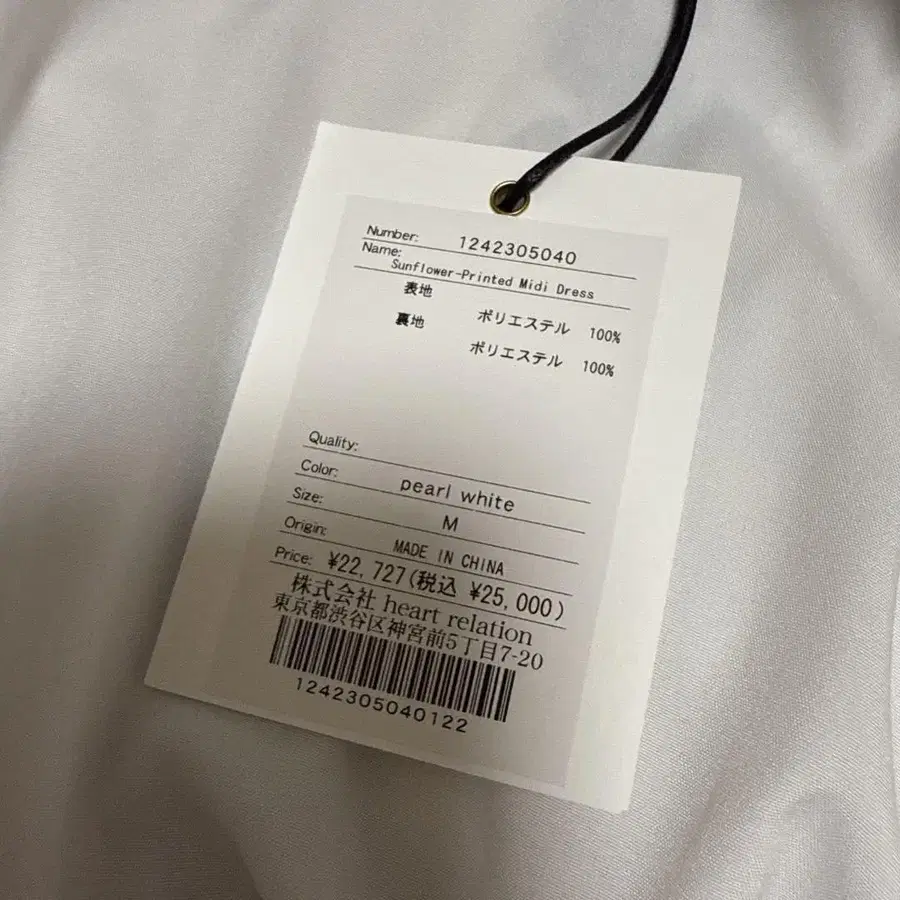 Number: 1242305040
Name: Sunflower-Printed Midi Dress
表地 ポリエステル 100%
裏地 ポリエステル 100%
Quality:
Color: pearl white
Size: M
Origin: MADE IN CHINA
Price: ¥22,727(税込 ¥25,000)
株式会社 heart relation
東京都渋谷区神宮前5丁目7-20
1242305040122